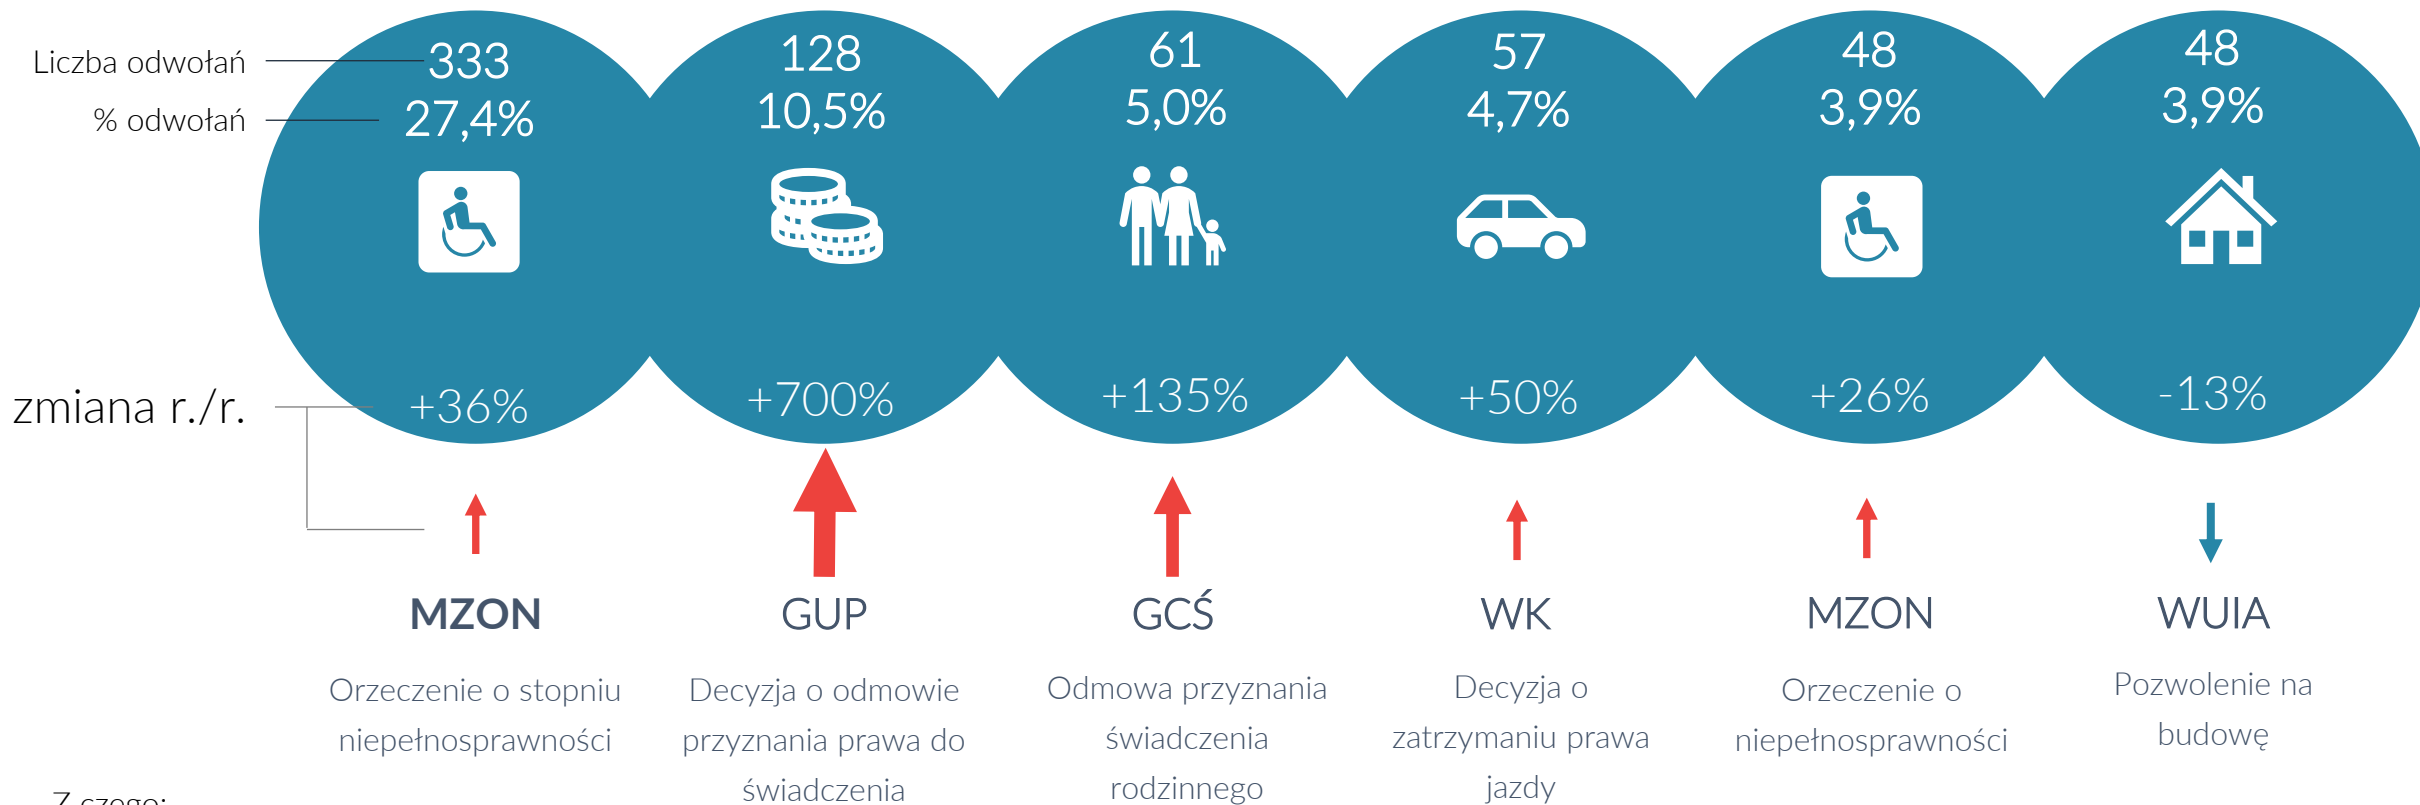 Liczba odwołań
% odwołań
333
27,4%
128
10,5%
61
5,0%
57
4,7%
48
3,9%
48
3,9%
zmiana r./r.
+36%
+700%
+135%
+50%
+26%
-13%
MZON
Orzeczenie o stopniu
niepełnosprawności
GUP
Decyzja o odmowie
przyznania prawa do
świadczenia
GCŚ
Odmowa przyznania
świadczenia
rodzinnego
WK
Decyzja o
zatrzymaniu prawa
jazdy
MZON
Orzeczenie o
niepełnosprawności
WUIA
Pozwolenie na
budowę
Z czego: